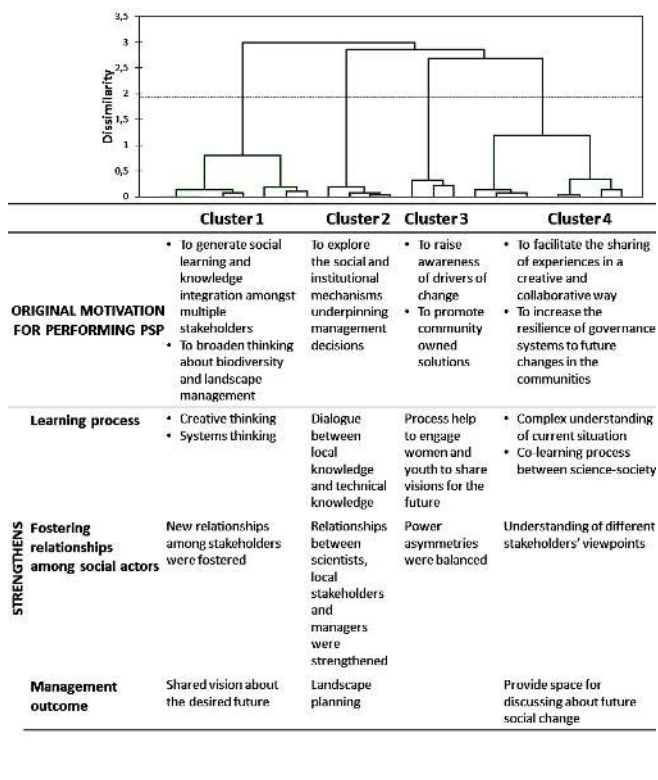 3,5
3
2,5
2
1,5
1
0,5
0
Dissimilarity
Cluster 1 Cluster 2 Cluster 3 Cluster 4
ORIGINAL MOTIVATION
FOR PERFORMING PSP
• To generate social
learning and
knowledge
integration amongst
multiple
stakeholders
• To broaden thinking
about biodiversity
and landscape
management
To explore
the social and
institutional
mechanisms
underpinning
management
decisions
• To raise
awareness
of drivers of
change
• To promote
community
owned
solutions
• To facilitate the sharing
of experiences in a
creative and
collaborative way
• To increase the
resilience of governance
systems to future
changes in the
communities
STRENGTHENS
Learning process
• Creative thinking
• Systems thinking
Dialogue
between
local
knowledge
and technical
knowledge
Process help
to engage
women and
youth to share
visions for the
future
• Complex understanding
of current situation
• Co-learning process
between science-society
Fostering
relationships
among social actors
New relationships
among stakeholders
were fostered
Relationships
between
scientists,
local
stakeholders
and
managers
were
strengthened
Power
asymmetries
were balanced
Understanding of different
stakeholders' viewpoints
Management
outcome
Shared vision about
the desired future
Landscape
planning
Provide space for
discussing about future
social change